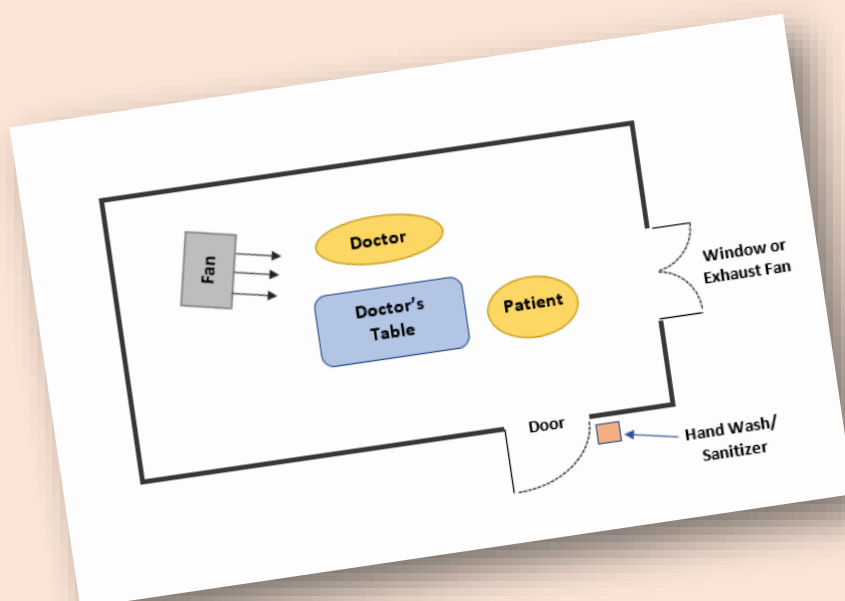 Doctor
Fan
Doctor's
Table
Patient
Window or
Exhaust Fan
Door
Hand Wash/
Sanitizer